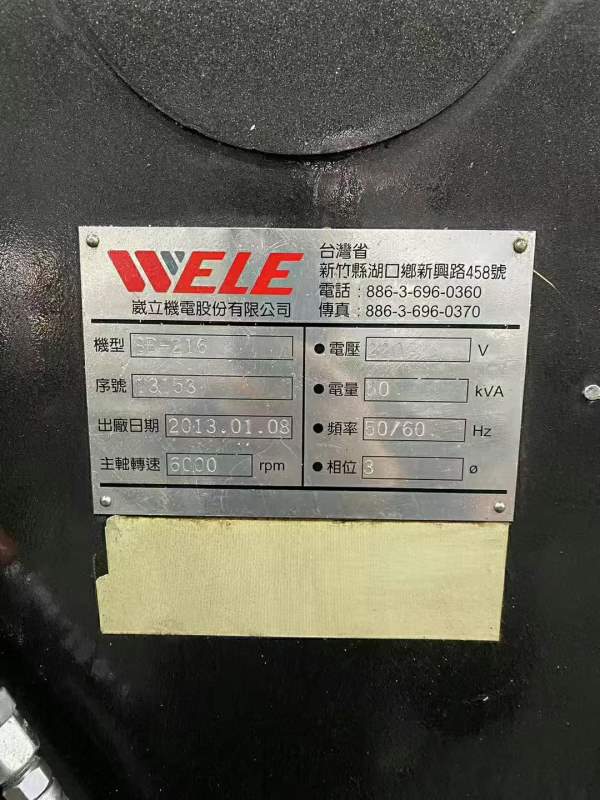 WELE
崴立機電股份有限公司
台灣省
新竹縣湖口鄉新興路458號
電話：886-3-696-0360
傳真：886-3-696-0370
機型
序號
出廠日期 2013.01.08
主軸轉速 6000 rpm
●電壓 V
●電量 kVA
●頻率 50/60 Hz
●相位 3 ø